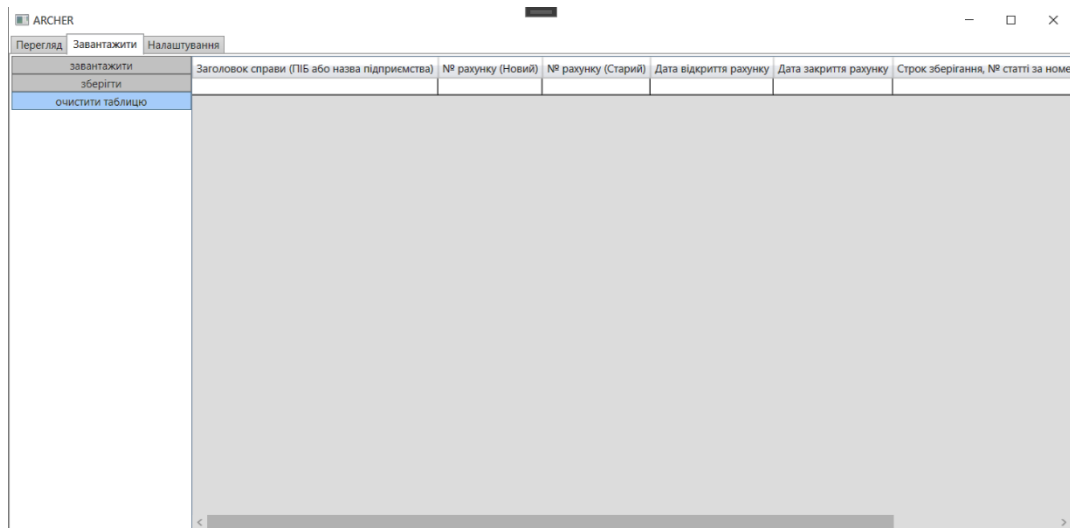 ARCHER
Перегляд Завантажити Налаштування
завантажити
зберігти
очистити таблицю
Заголовок справи (ПІБ або назва підприємства) № рахунку (Новий) № рахунку (Старий) Дата відкриття рахунку Дата закриття рахунку Строк зберігання, № статті за номе